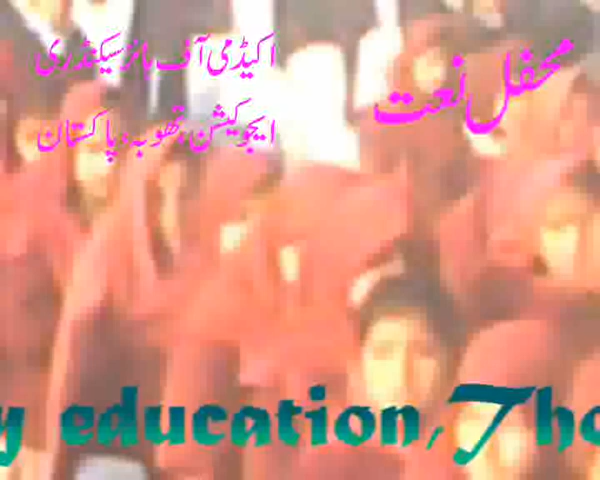 محفل نعت
اکیڈمی آف ہائر سیکنڈری
ایجوکیشن، تھوبہ، پاکستان
y education, Tho